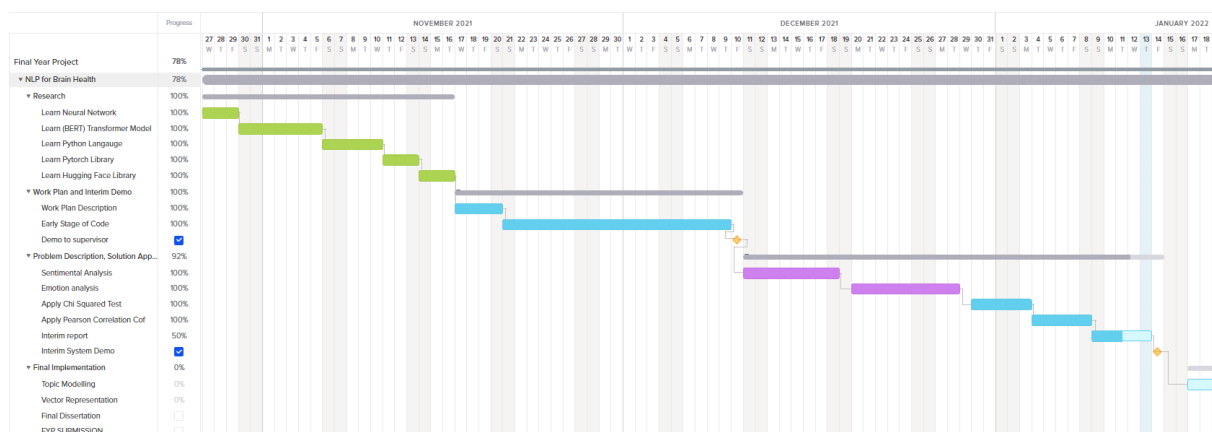 Progress
NOVEMBER 2021
DECEMBER 2021
JANUARY 2022
27 28 29 30 31 1 2 3 4 5 6 7 8 9 10 11 12 13 14 15 16 17 18 19 20 21 22 23 24 25 26 27 28 29 30 1 2 3 4 5 6 7 8 9 10 11 12 13 14 15 16 17 18 19 20 21 22 23 24 25 26 27 28 29 30 31 1 2 3 4 5 6 7 8 9 10 11 12 13 14 15 16 17 18
W T F S S M T W T F S S M T W T F S S M T W T F S S M T W T F S S M T W T F S S M T W T F S S M T W T F S S M T W T F S S M T W T F S S M T W T F S S M T W T F S S M T
Final Year Project 78%
NLP for Brain Health 78%
Research 100%
Learn Neural Network 100%
Learn (BERT) Transformer Model 100%
Learn Python Langauge 100%
Learn Pytorch Library 100%
Learn Hugging Face Library 100%
Work Plan and Interim Demo 100%
Work Plan Description 100%
Early Stage of Code 100%
Demo to supervisor
Problem Description, Solution App... 92%
Sentimental Analysis 100%
Emotion analysis 100%
Apply Chi Squared Test 100%
Apply Pearson Correlation Cof 100%
Interim report 50%
Interim System Demo
Final Implementation 0%
Topic Modelling 0%
Vector Representation 0%
Final Dissertation
FYP SUBMISSION